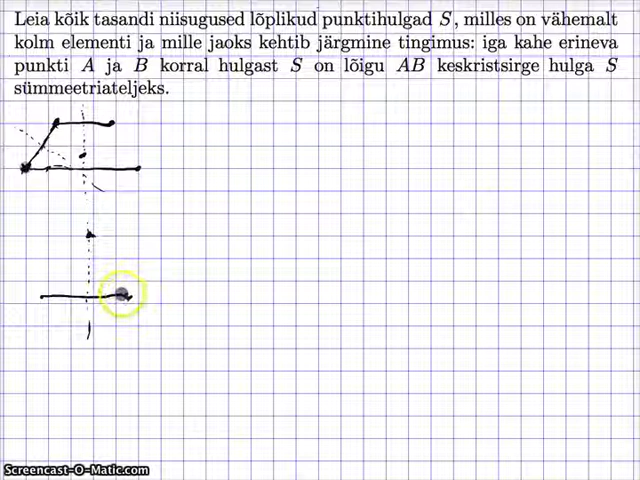 Leia kõik tasandi niisugused lõplikud punktihulgad S, milles on vähemalt
kolm elementi ja mille jaoks kehtib järgmine tingimus: iga kahe erineva
punkti A ja B korral hulgast S on lõigu AB keskristsirge hulga S
sümmeetriateljeks.
Screencast-O-Matic.com